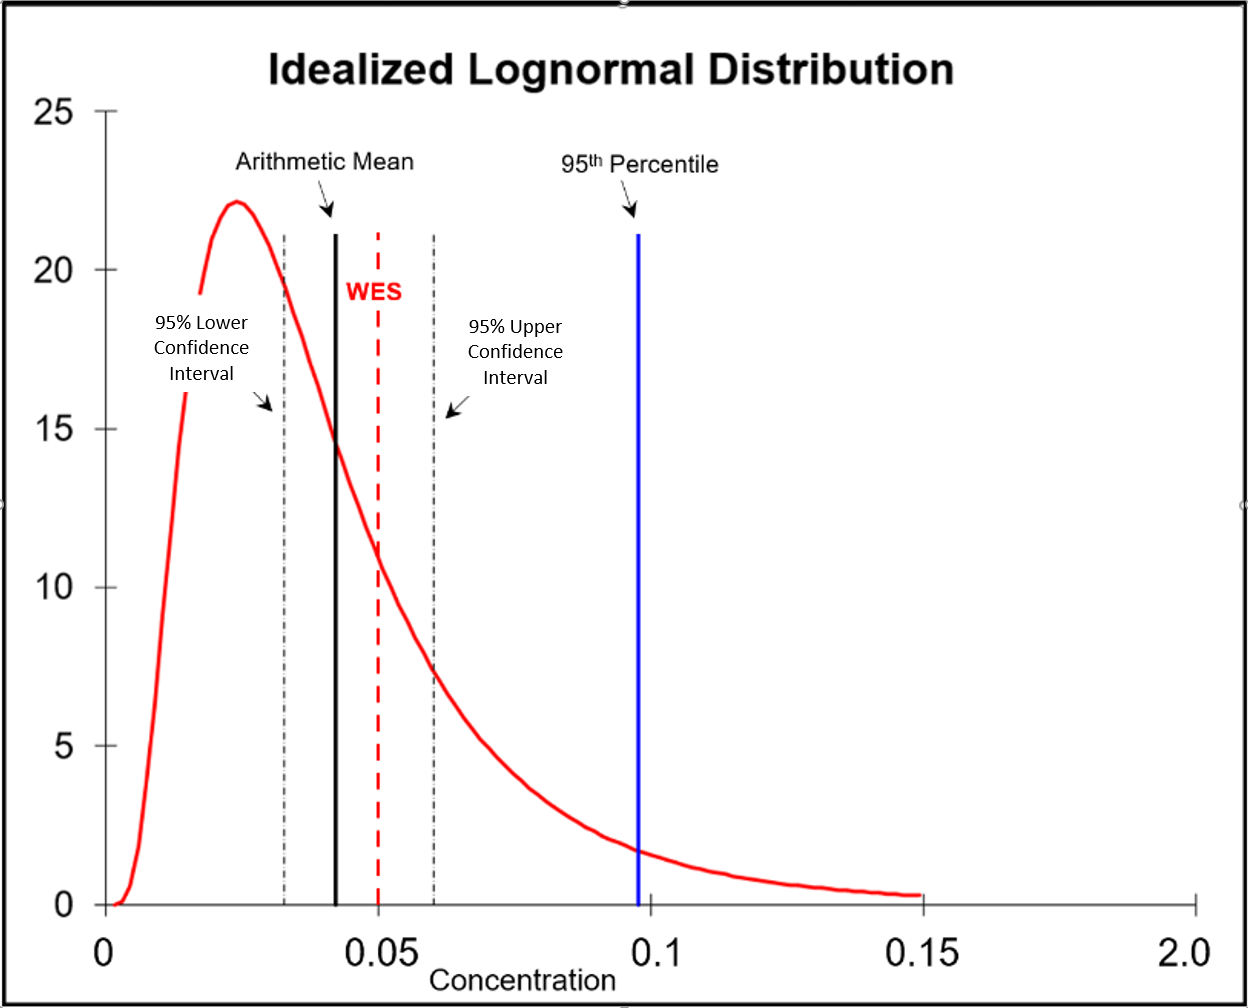 Idealized Lognormal Distribution
25
Arithmetic Mean
95th Percentile
20
WES
95% Lower
Confidence
Interval
95% Upper
Confidence
Interval
15
10
5
0
0
0.05
0.1
0.15
2.0
Concentration